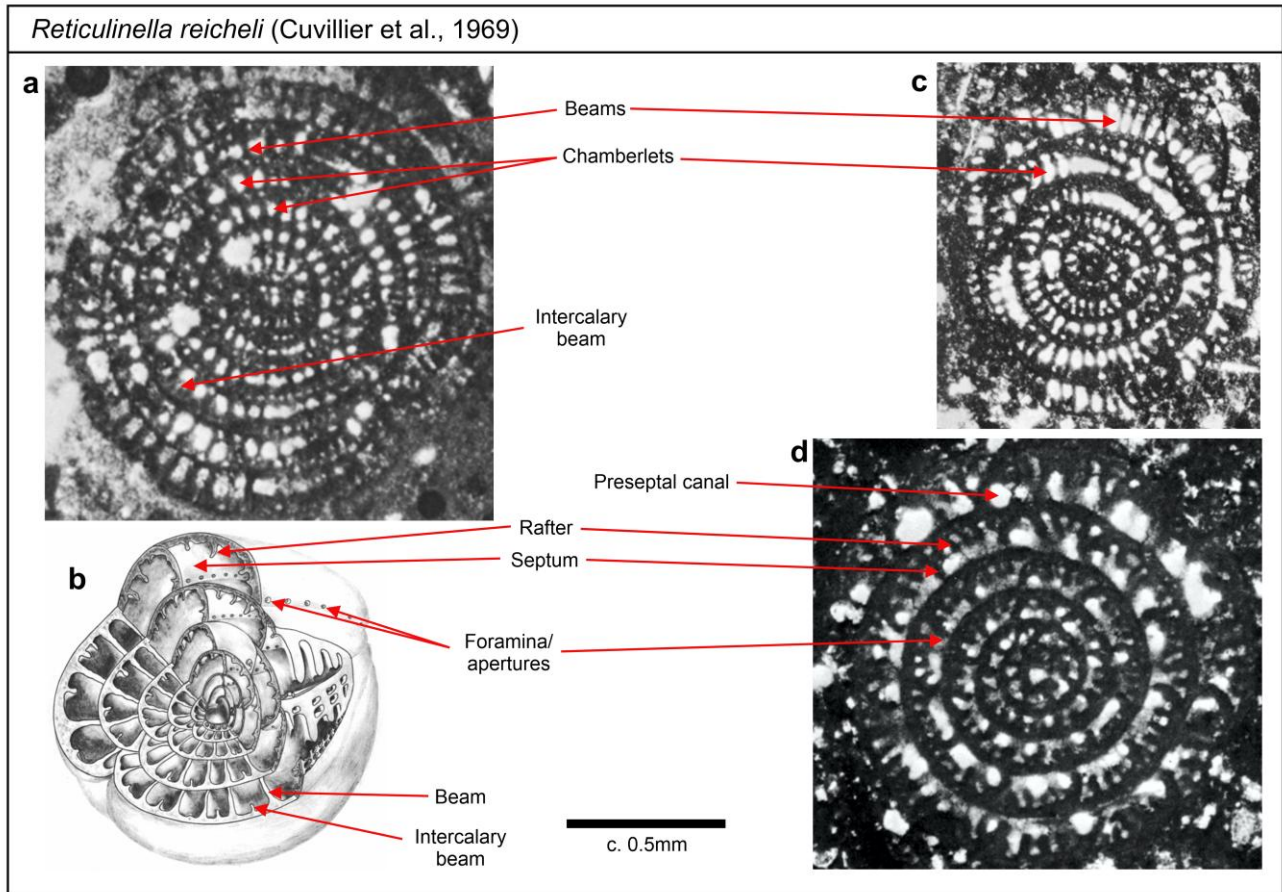 Reticulinella reicheli (Cuvillier et al., 1969)
a
c
Beams
Chamberlets
Intercalary
beam
d
Preseptal canal
Rafter
Septum
b
Foramina/
apertures
Beam
Intercalary
beam
c. 0.5mm